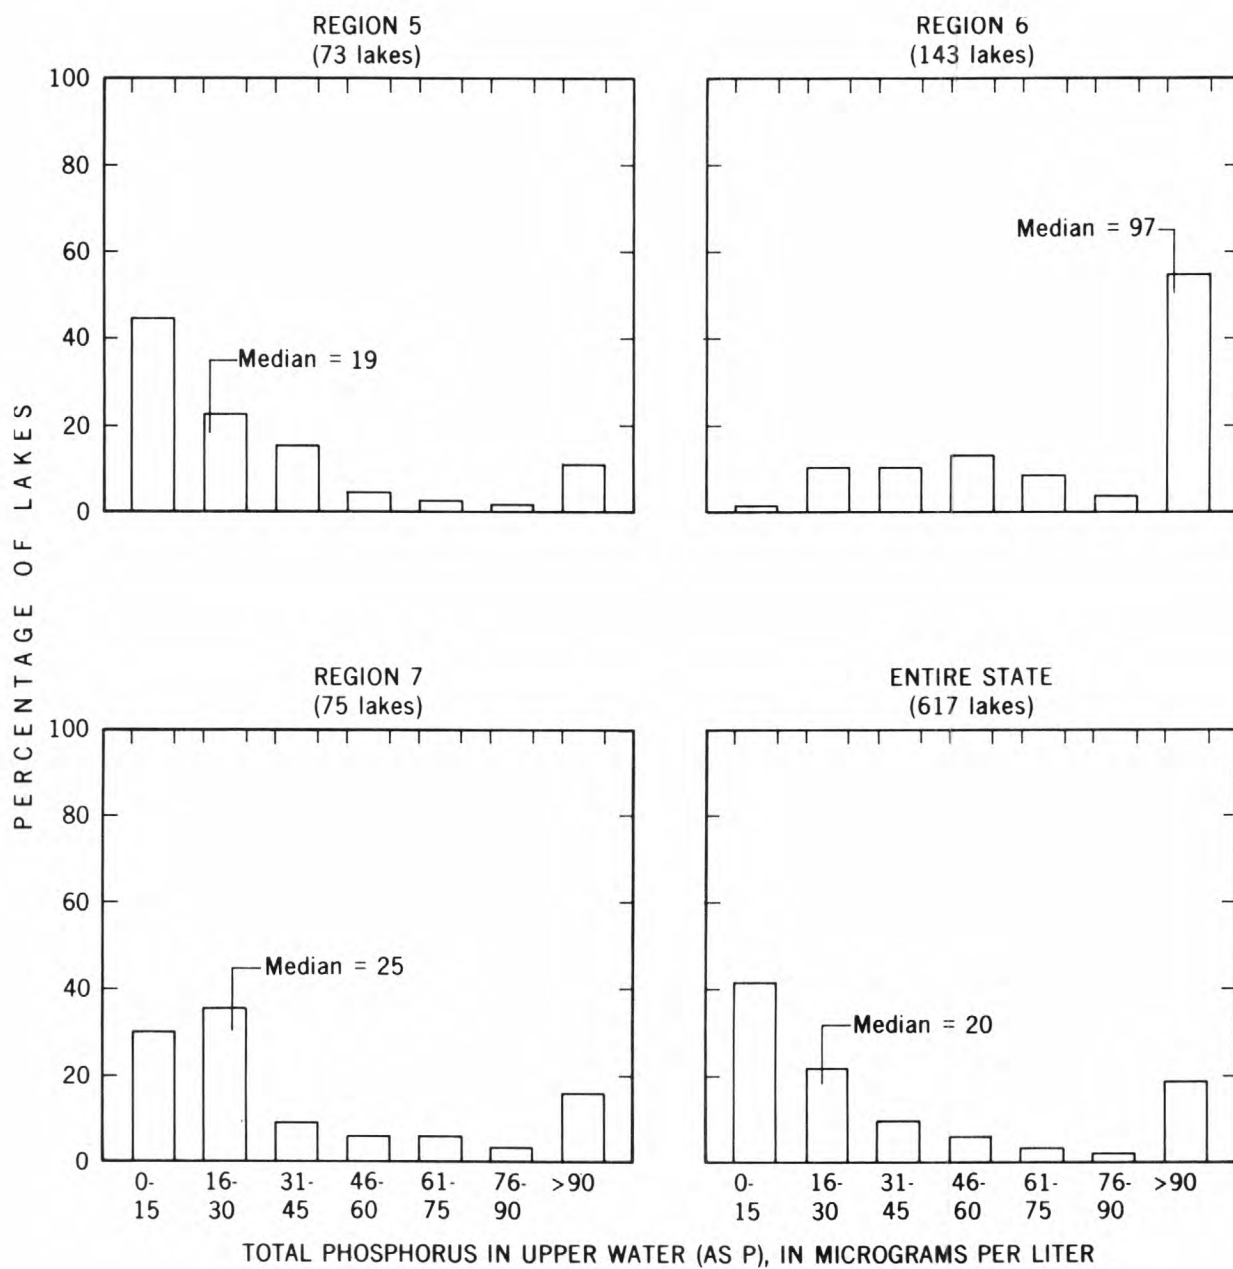 REGION 5
(73 lakes)
REGION 6
(143 lakes)
100
80
60
40
20
0
Median = 19
Median = 97
PERCENTAGE OF LAKES
REGION 7
(75 lakes)
ENTIRE STATE
(617 lakes)
100
80
60
40
20
0
Median = 25
Median = 20
0-
15
16-
30
31-
45
46-
60
61-
75
76-
90
>90
0-
15
16-
30
31-
45
46-
60
61-
75
76-
90
>90
TOTAL PHOSPHORUS IN UPPER WATER (AS P), IN MICROGRAMS PER LITER